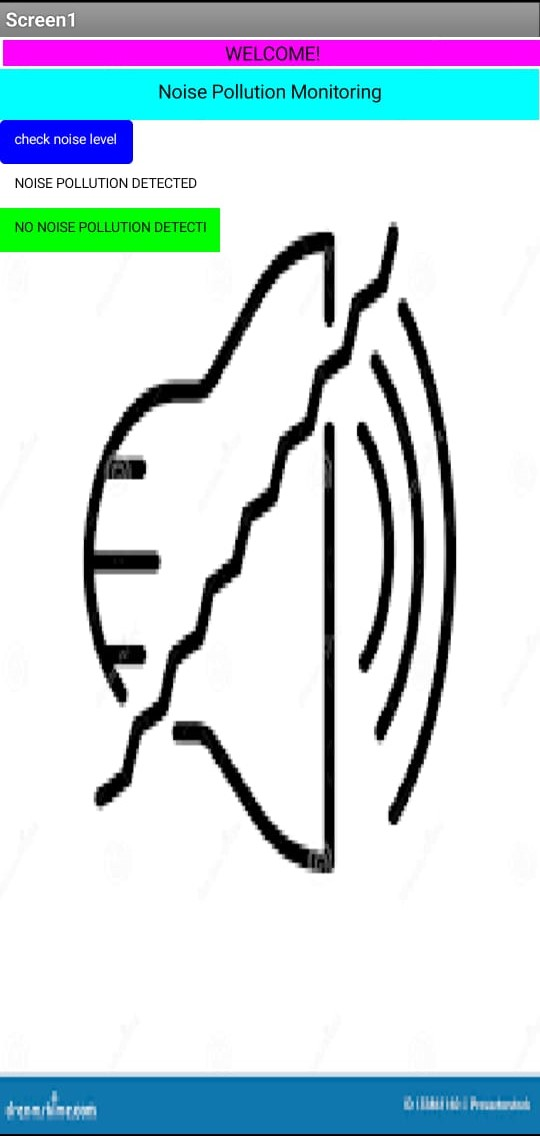 Screen1
WELCOME!
Noise Pollution Monitoring
check noise level
NOISE POLLUTION DETECTED
NO NOISE POLLUTION DETECTI
dreamstime.com